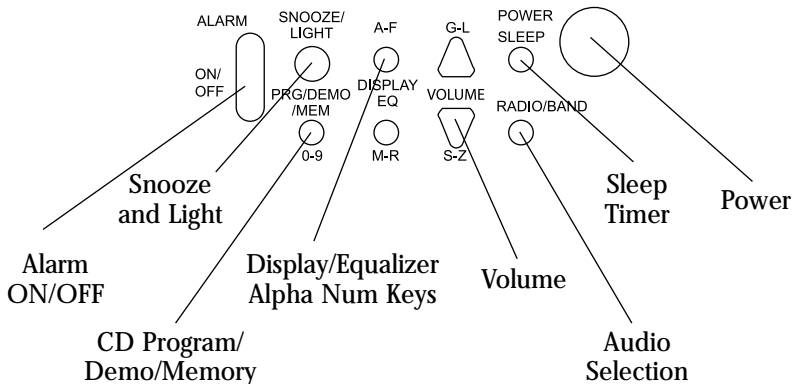 ALARM
SNOOZE/
LIGHT
A-F
G-L
POWER
SLEEP
ON/
OFF
PRG/DEMO
/MEM
DISPLAY
EQ
VOLUME
RADIO/BAND
0-9
M-R
S-Z
Snooze
and Light
Sleep
Timer
Power
Alarm
ON/OFF
Display/Equalizer
Alpha Num Keys
Volume
CD Program/
Demo/Memory
Audio
Selection